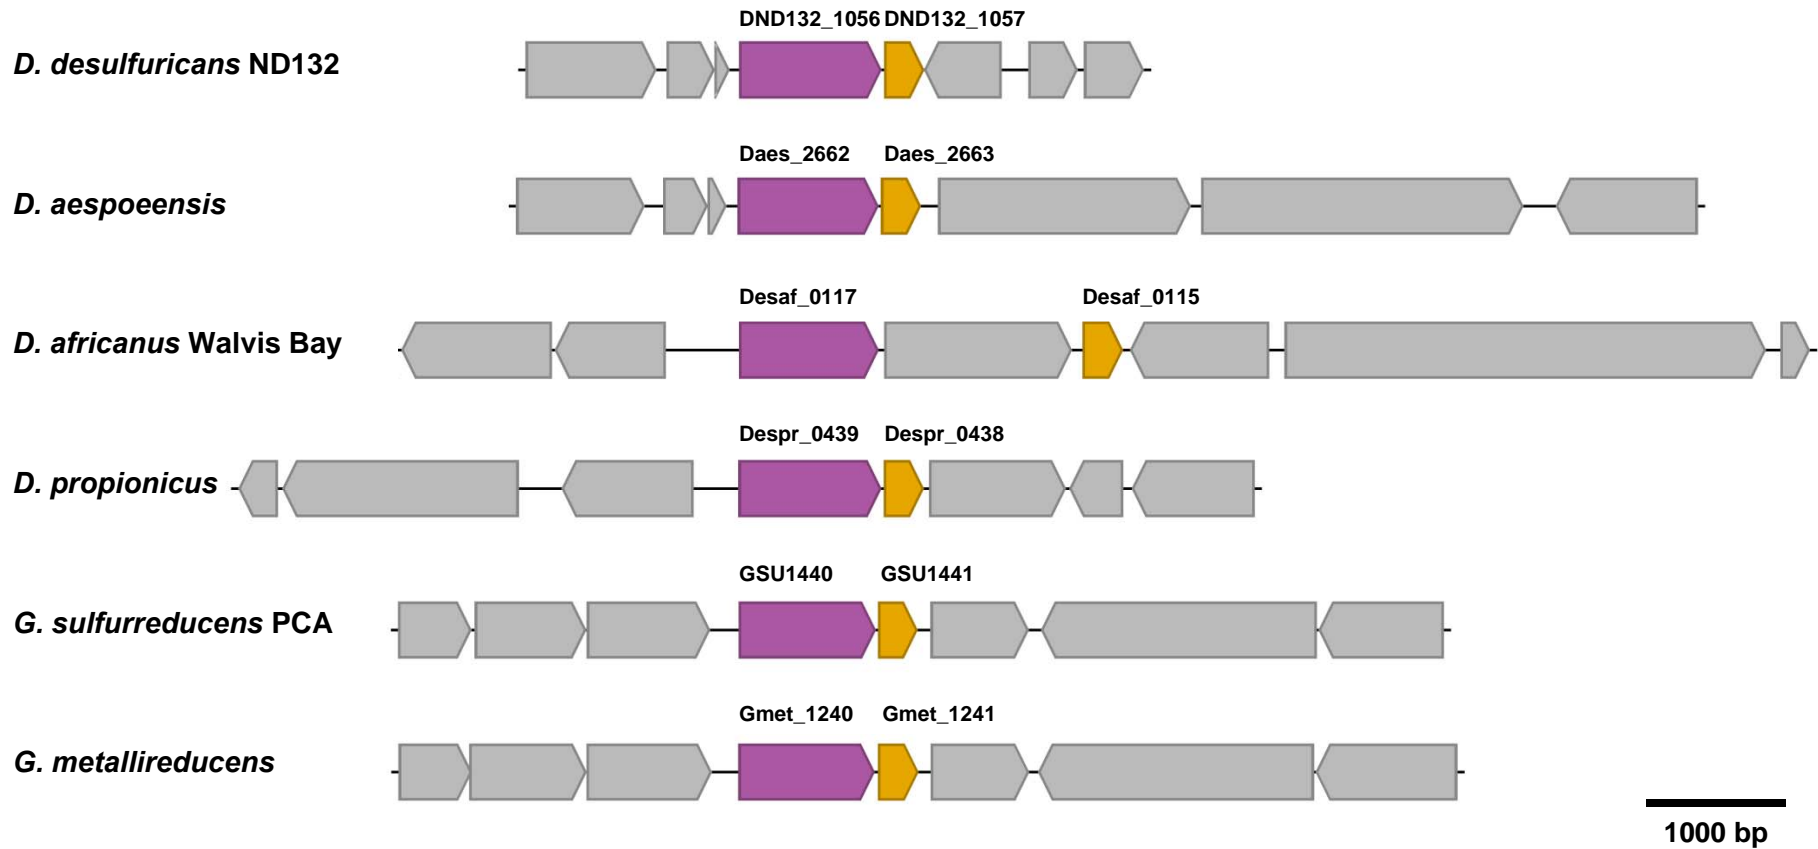 DND132_1056 DND132_1057
D. desulfuricans ND132
Daes_2662 Daes_2663
D. aespoeensis
Desaf_0117 Desaf_0115
D. africanus Walvis Bay
Despr_0439 Despr_0438
D. propionicus
GSU1440 GSU1441
G. sulfurreducens PCA
Gmet_1240 Gmet_1241
G. metallireducens
1000 bp